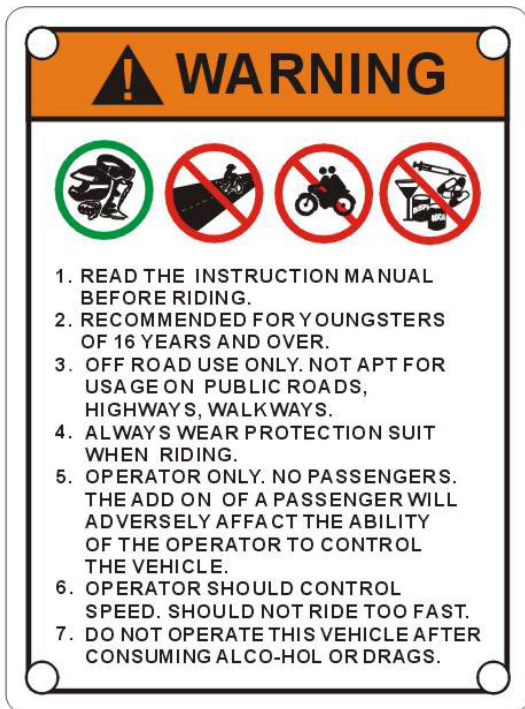 WARNING
1. READ THE INSTRUCTION MANUAL
BEFORE RIDING.
2. RECOMMENDED FOR YOUNGSTERS
OF 16 YEARS AND OVER.
3. OFF ROAD USE ONLY. NOT APT FOR
USAGE ON PUBLIC ROADS,
HIGHWAYS, WALKWAYS.
4. ALWAYS WEAR PROTECTION SUIT
WHEN RIDING.
5. OPERATOR ONLY. NO PASSENGERS.
THE ADD ON OF A PASSENGER WILL
ADVERSELY AFFACT THE ABILITY
OF THE OPERATOR TO CONTROL
THE VEHICLE.
6. OPERATOR SHOULD CONTROL
SPEED. SHOULD NOT RIDE TOO FAST.
7. DO NOT OPERATE THIS VEHICLE AFTER
CONSUMING ALCO-HOL OR DRAGS.